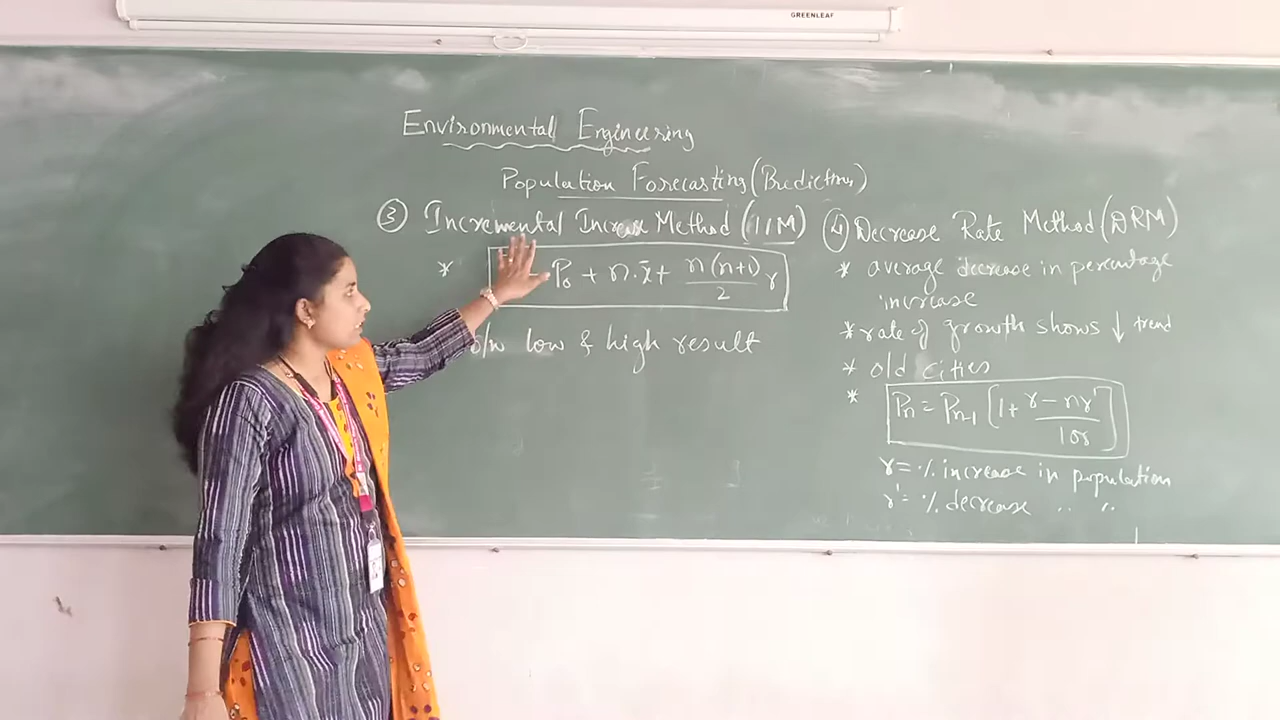 GREENLEAF
Environmental Engineering
Population Forecasting (Predictions)
③ Incremental Increase Method (IIM)
* P₀ + n.x̄ + n(n+1)/2 y
b/w low & high result
④ Decrease Rate Method (DRM)
* average decrease in percentage
increase
* rate of growth shows ↓ trend
* old cities
* Pn = Pn-1 [1 + r - nr'/100]
r = % increase in population
r' = % decrease " "